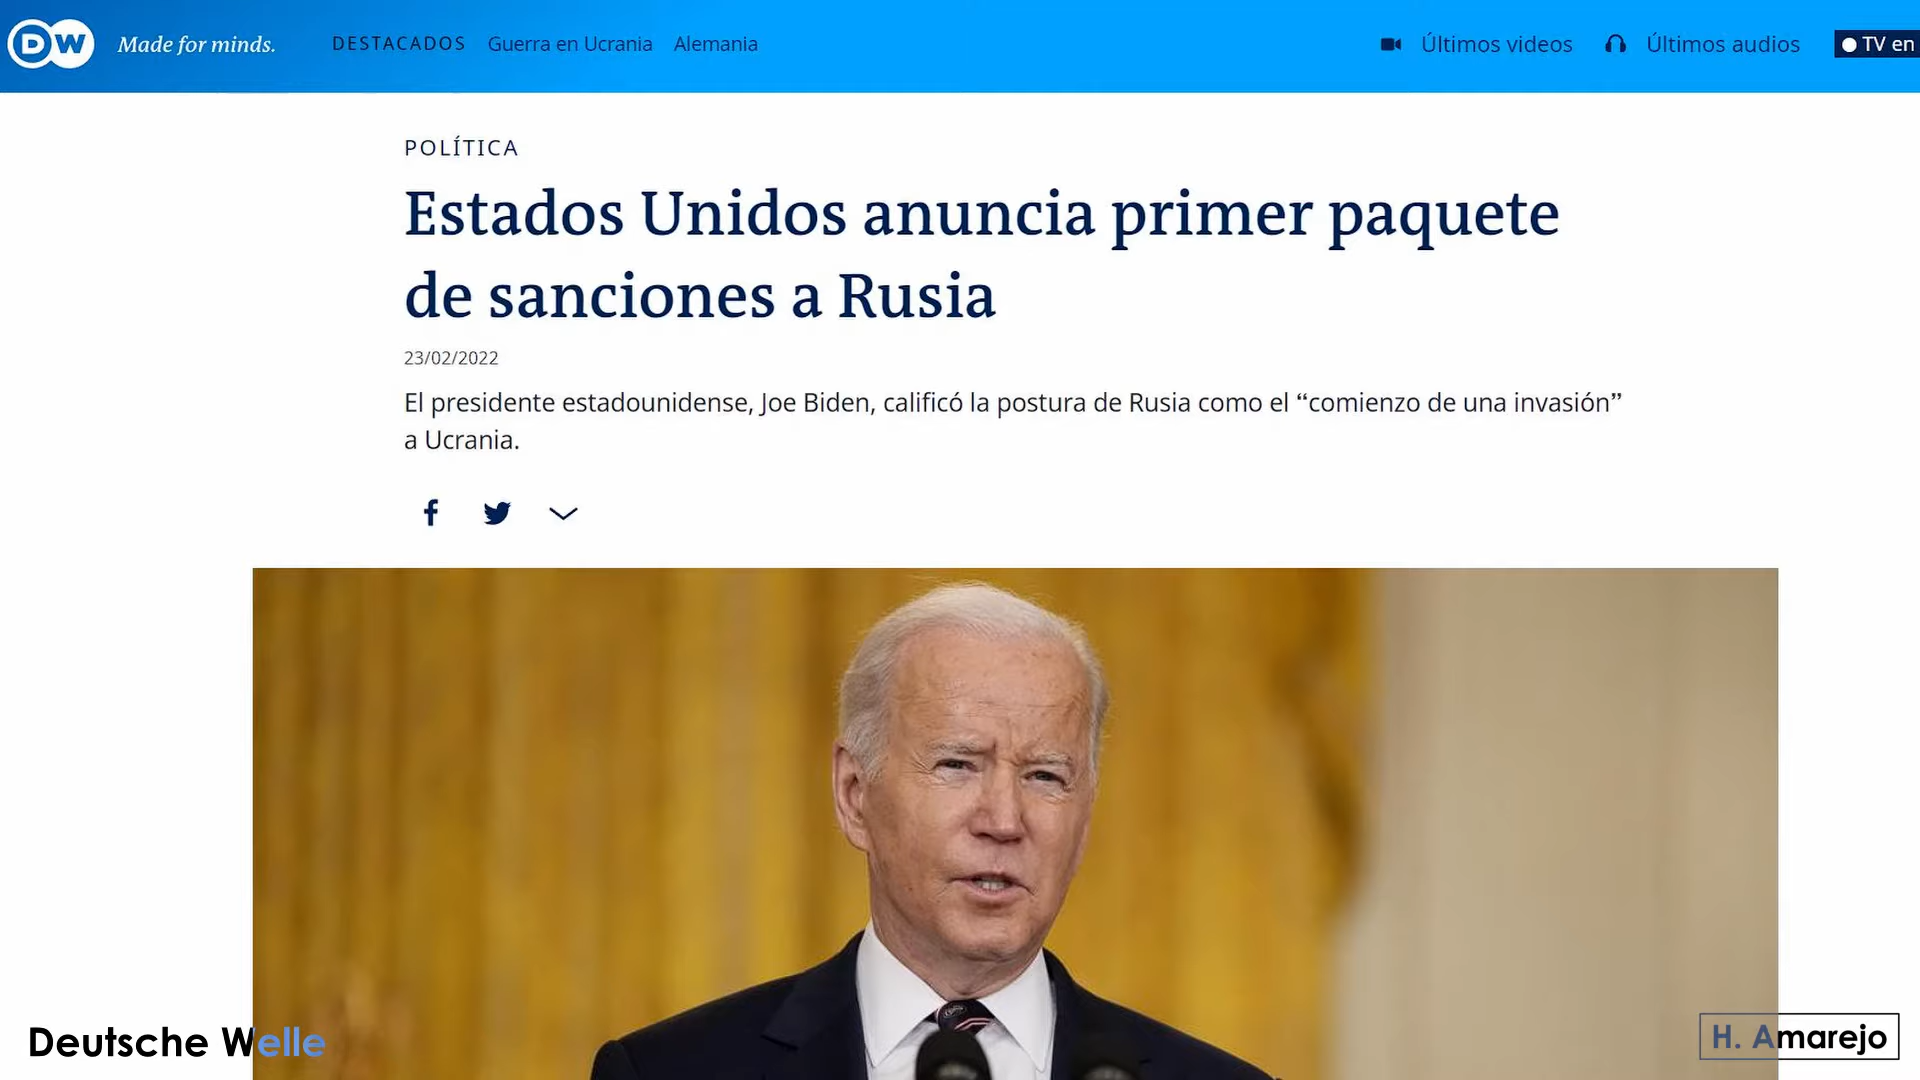 DW Made for minds. DESTACADOS Guerra en Ucrania Alemania Últimos videos Últimos audios TV en
POLÍTICA
Estados Unidos anuncia primer paquete
de sanciones a Rusia
23/02/2022
El presidente estadounidense, Joe Biden, calificó la postura de Rusia como el “comienzo de una invasión”
a Ucrania.
Deutsche Welle
H. Amarejo